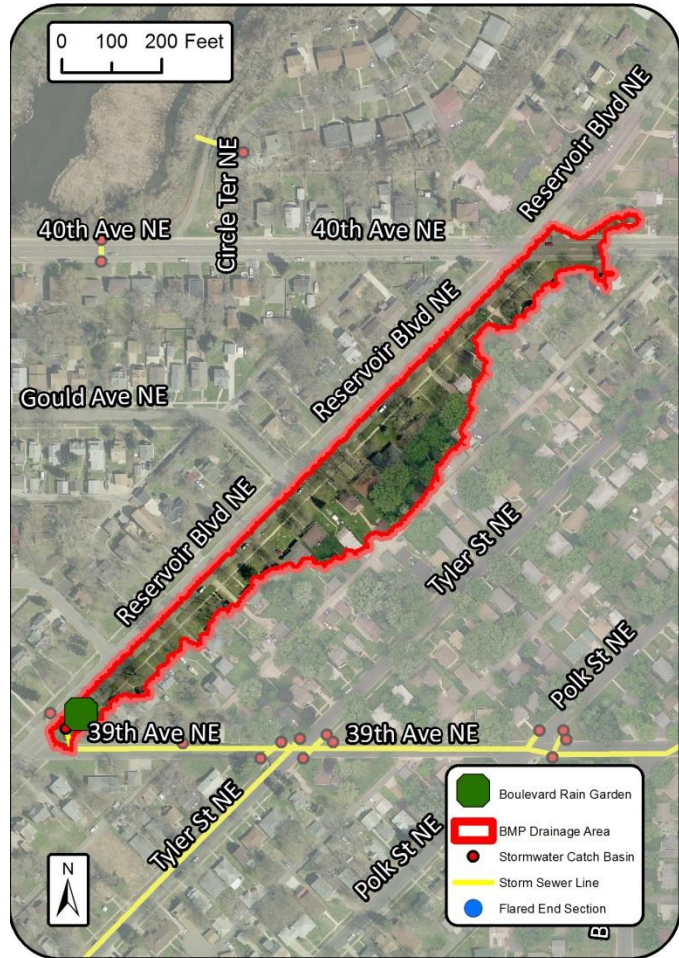 0 100 200 Feet
Reservoir Blvd NE
Circle Ter NE
40th Ave NE
40th Ave NE
Reservoir Blvd NE
Gould Ave NE
Reservoir Blvd NE
Tyler St NE
Polk St NE
39th Ave NE
39th Ave NE
Tyler St NE
Polk St NE
Boulevard Rain Garden
BMP Drainage Area
Stormwater Catch Basin
Storm Sewer Line
Flared End Section
N